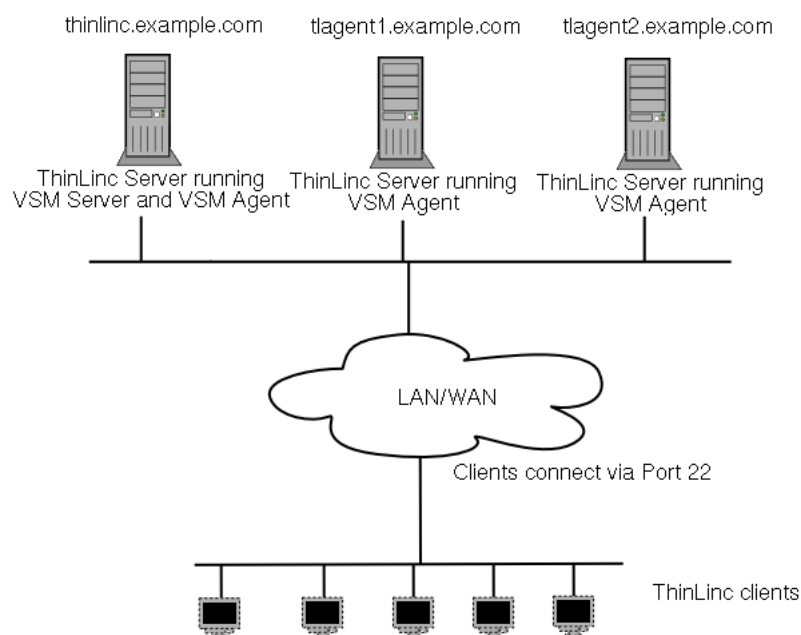 thinlinc.example.com
tlagent1.example.com
tlagent2.example.com
ThinLinc Server running
VSM Server and VSM Agent
ThinLinc Server running
VSM Agent
ThinLinc Server running
VSM Agent
LAN/WAN
Clients connect via Port 22
ThinLinc clients